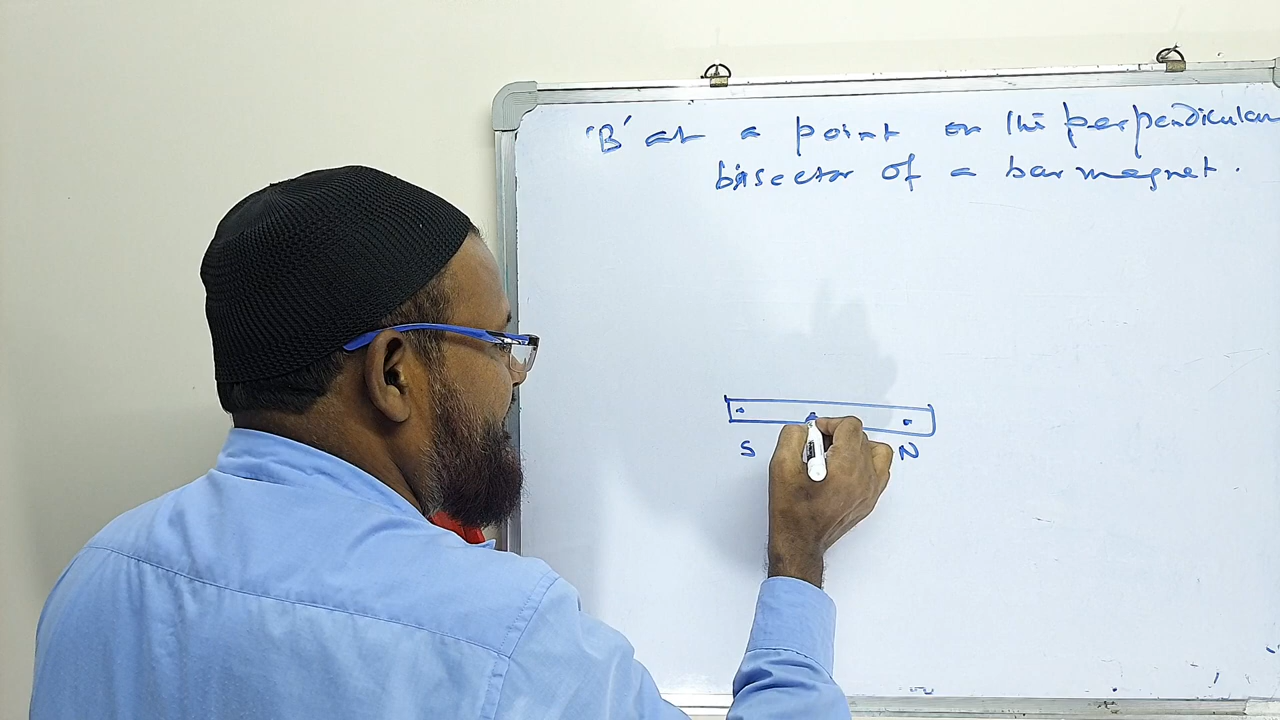 'B' at a point on the perpendicular
bisector of a bar magnet.
S N